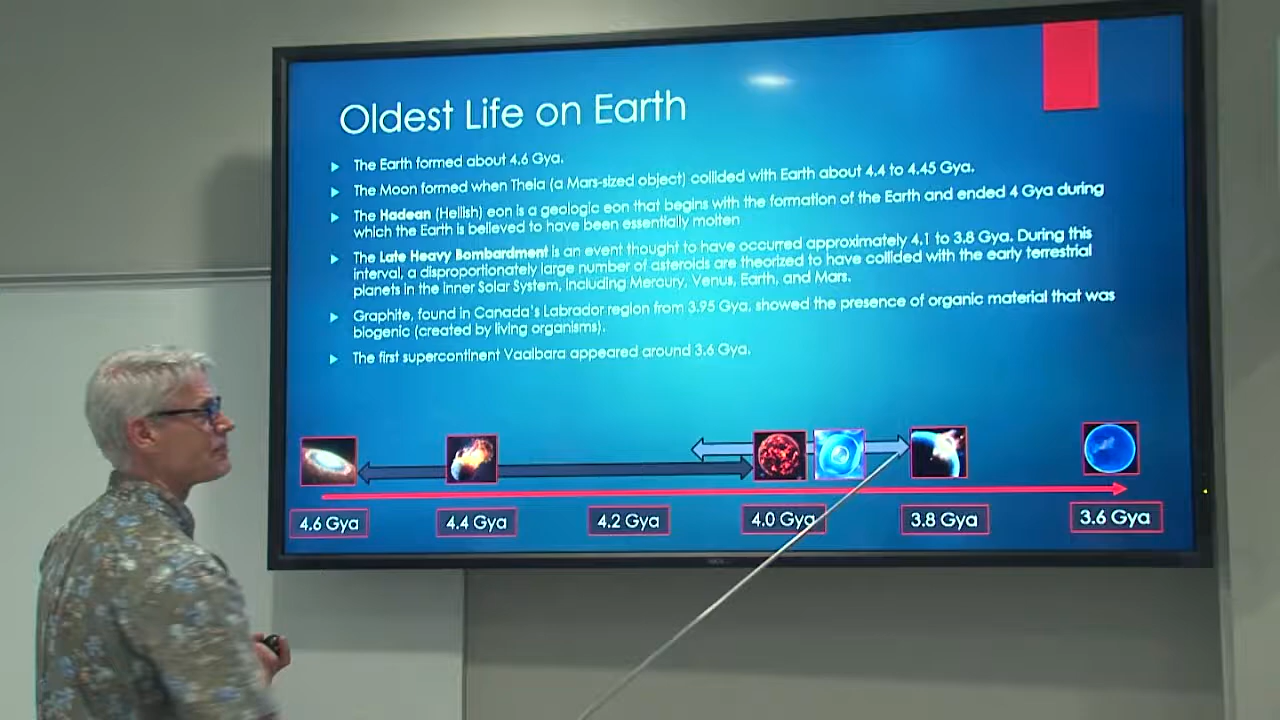 Oldest Life on Earth
The Earth formed about 4.6 Gya.
The Moon formed when Theia (a Mars-sized object) collided with Earth about 4.4 to 4.45 Gya.
The Hadean (Hellish) eon is a geologic eon that begins with the formation of the Earth and ended 4 Gya during
which the Earth is believed to have been essentially molten
The Late Heavy Bombardment is an event thought to have occurred approximately 4.1 to 3.8 Gya. During this
interval, a disproportionately large number of asteroids are theorized to have collided with the early terrestrial
planets in the inner Solar System, including Mercury, Venus, Earth, and Mars.
Graphite, found in Canada's Labrador region from 3.95 Gya, showed the presence of organic material that was
biogenic (created by living organisms).
The first supercontinent Vaalbara appeared around 3.6 Gya.
4.6 Gya
4.4 Gya
4.2 Gya
4.0 Gya
3.8 Gya
3.6 Gya